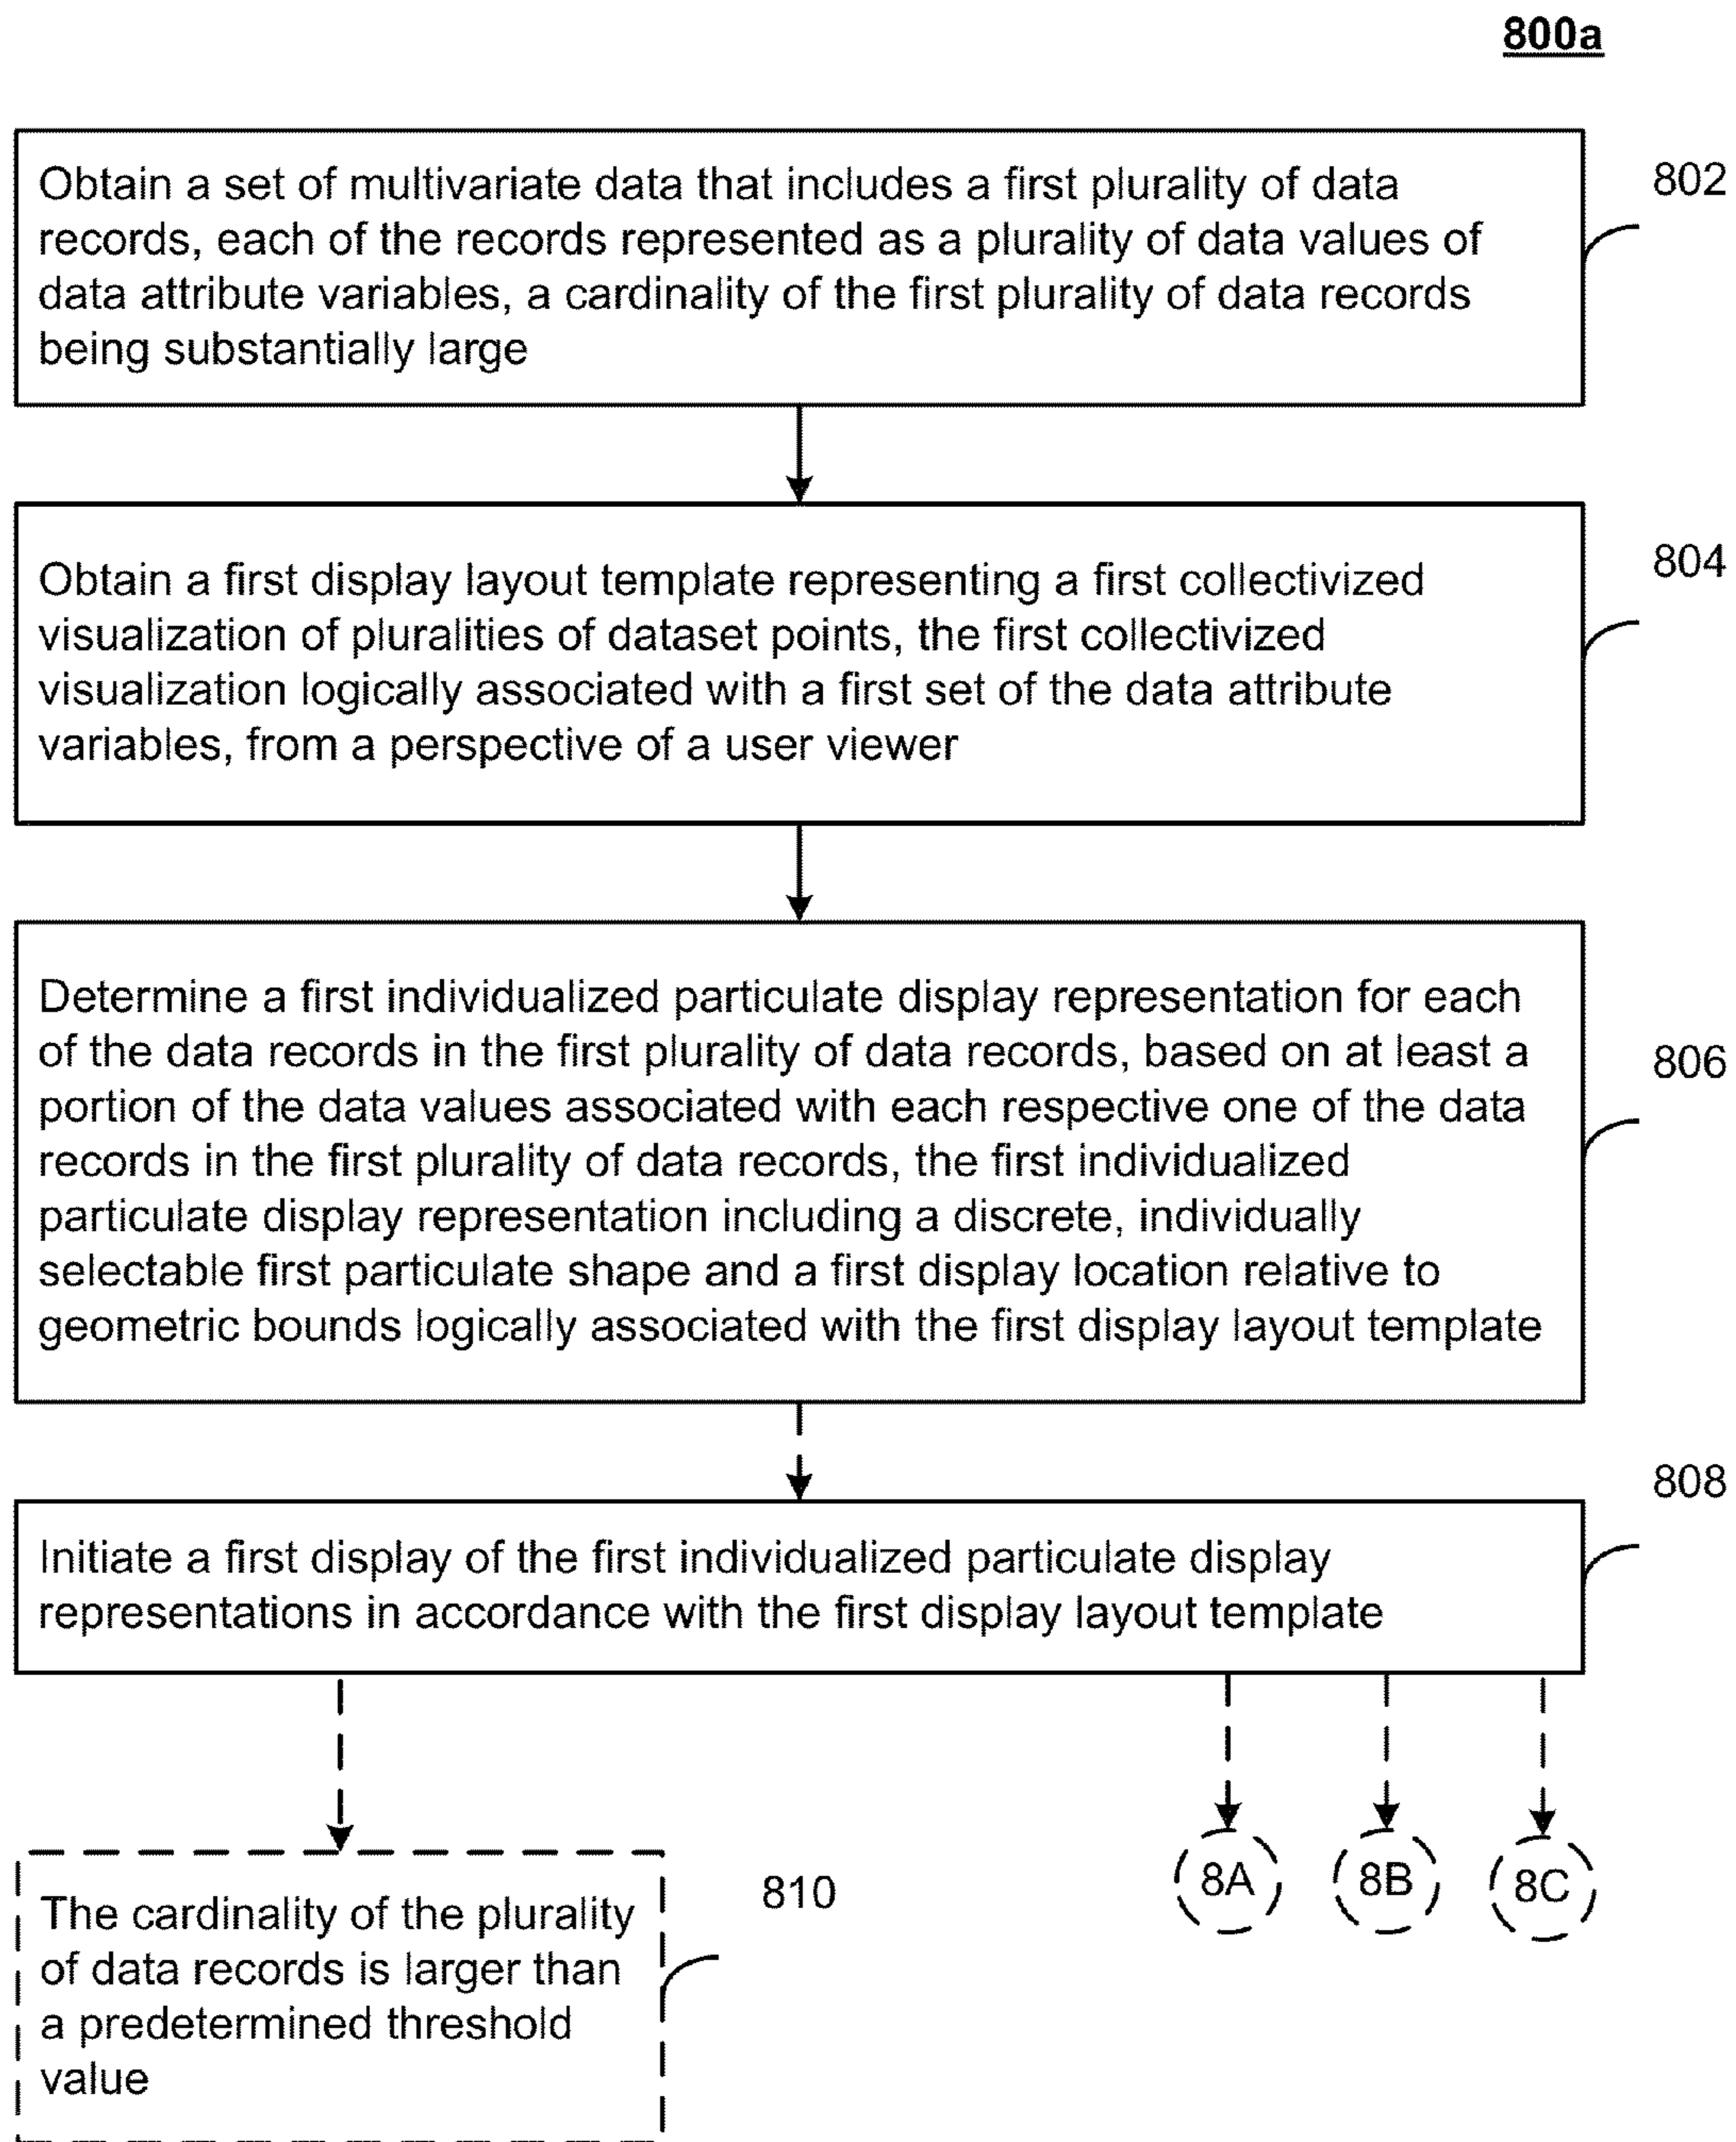 800a
Obtain a set of multivariate data that includes a first plurality of data
records, each of the records represented as a plurality of data values of
data attribute variables, a cardinality of the first plurality of data records
being substantially large
802
Obtain a first display layout template representing a first collectivized
visualization of pluralities of dataset points, the first collectivized
visualization logically associated with a first set of the data attribute
variables, from a perspective of a user viewer
804
Determine a first individualized particulate display representation for each
of the data records in the first plurality of data records, based on at least a
portion of the data values associated with each respective one of the data
records in the first plurality of data records, the first individualized
particulate display representation including a discrete, individually
selectable first particulate shape and a first display location relative to
geometric bounds logically associated with the first display layout template
806
Initiate a first display of the first individualized particulate display
representations in accordance with the first display layout template
808
The cardinality of the plurality
of data records is larger than
a predetermined threshold
value
810
8A
8B
8C